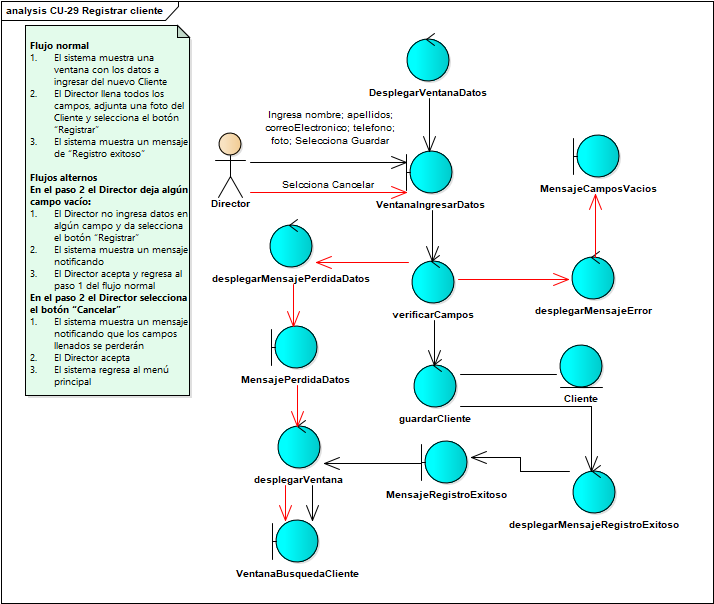 analysis CU-29 Registrar cliente
Flujo normal
1. El sistema muestra una
ventana con los datos a
ingresar del nuevo Cliente
2. El Director llena todos los
campos, adjunta una foto del
Cliente y selecciona el botón
“Registrar”
3. El sistema muestra un mensaje
de “Registro exitoso”
Flujos alternos
En el paso 2 el Director deja algún
campo vacío:
1. El Director no ingresa datos en
algún campo y da selecciona
el botón “Registrar”
2. El sistema muestra un mensaje
notificando
3. El Director acepta y regresa al
paso 1 del flujo normal
En el paso 2 el Director selecciona
el botón “Cancelar”
1. El sistema muestra un mensaje
notificando que los campos
llenados se perderán
2. El Director acepta
3. El sistema regresa al menú
principal
DesplegarVentanaDatos
Ingresa nombre; apellidos;
correoElectronico; telefono;
foto; Selecciona Guardar
Selcciona Cancelar
Director
VentanaIngresarDatos
MensajeCamposVacios
desplegarMensajePerdidaDatos
verificarCampos
desplegarMensajeError
MensajePerdidaDatos
guardarCliente
Cliente
desplegarVentana
MensajeRegistroExitoso
desplegarMensajeRegistroExitoso
VentanaBusquedaCliente